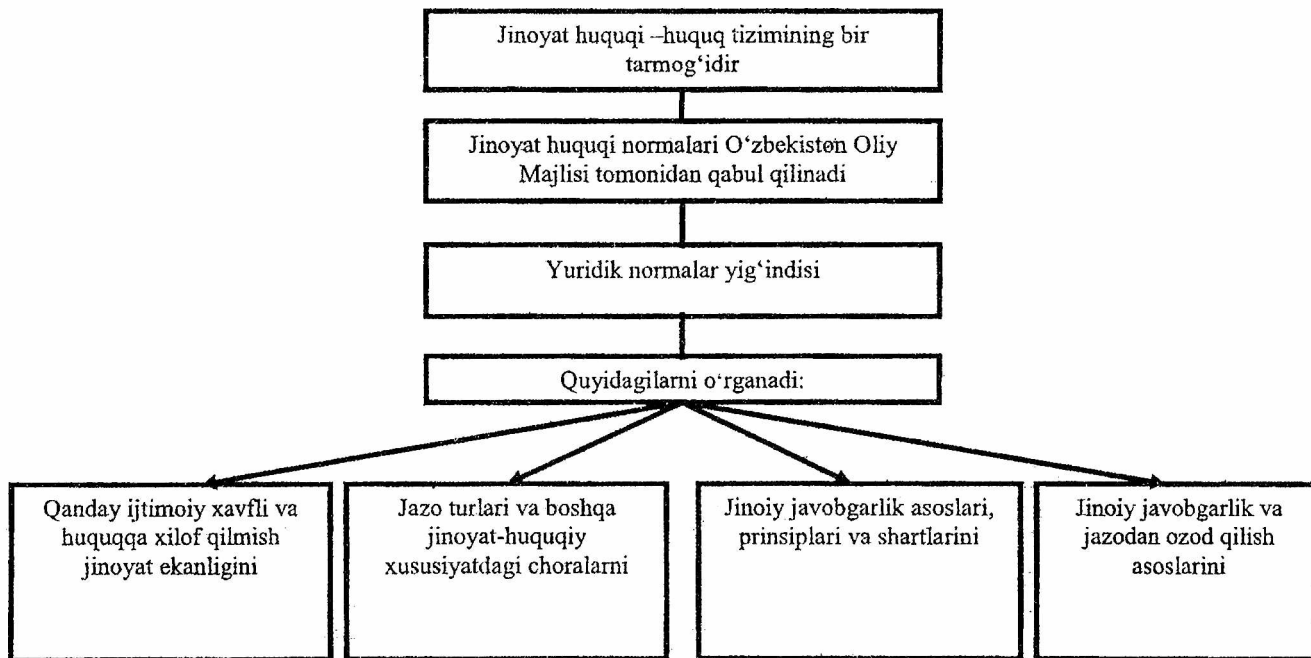 Jinoyat huquqi –huquq tizimining bir
tarmog‘idir
Jinoyat huquqi normalari O‘zbekiston Oliy
Majlisi tomonidan qabul qilinadi
Yuridik normalar yig‘indisi
Quyidagilarni o‘rganadi:
Qanday ijtimoiy xavfli va
huquqqa xilof qilmish
jinoyat ekanligini
Jazo turlari va boshqa
jinoyat-huquqiy
xususiyatdagi choralarni
Jinoiy javobgarlik asoslari,
prinsiplari va shartlarini
Jinoiy javobgarlik va
jazodan ozod qilish
asoslarini